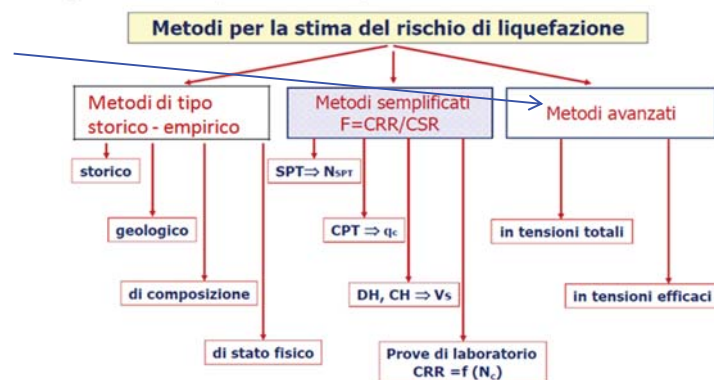 Metodi per la stima del rischio di liquefazione
Metodi di tipo
storico - empirico
Metodi semplificati
F=CRR/CSR
Metodi avanzati
storico
geologico
di composizione
di stato fisico
SPT⇒ NSPT
CPT ⇒ qc
DH, CH ⇒ Vs
Prove di laboratorio
CRR =f (Nc)
in tensioni totali
in tensioni efficaci